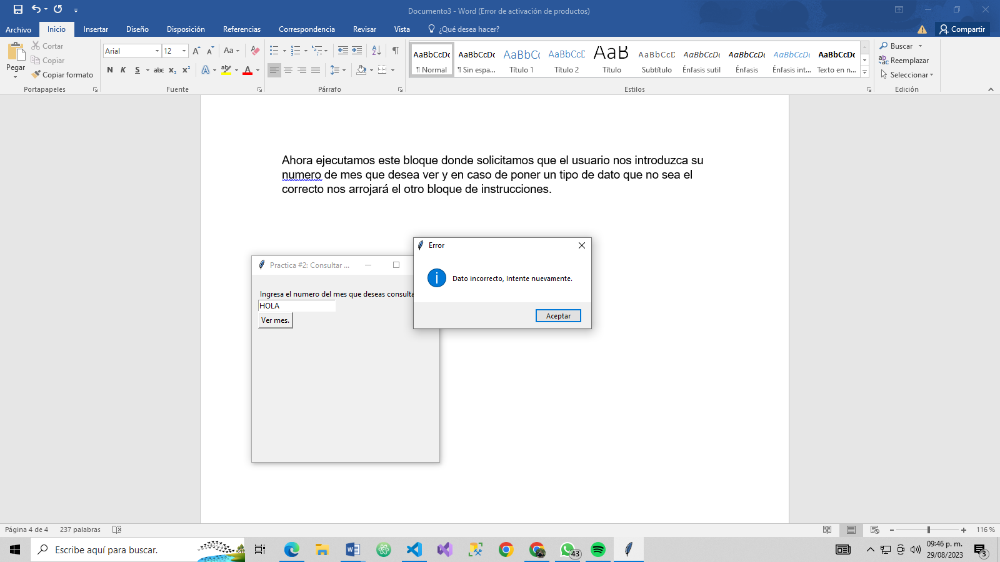 Documento3 - Word (Error de activación de productos)
Archivo Inicio Insertar Diseño Disposición Referencias Correspondencia Revisar Vista ¿Qué desea hacer? Compartir
Pegar
Cortar
Copiar
Copiar formato
Portapapeles
Arial 12
N K S abc x₂ x² A aby A
Fuente
Párrafo
AaBbCcDc AaBbCcDc AaBbCc AaBbCcD AaB AaBbCcD AaBbCcDc AaBbCcDc AaBbCcDc AaBbCcDc
¶ Normal ¶ Sin espa... Título 1 Título 2 Título Subtítulo Énfasis sutil Énfasis Énfasis int... Texto en n...
Estilos
Buscar
Reemplazar
Seleccionar
Edición
Ahora ejecutamos este bloque donde solicitamos que el usuario nos introduzca su
numero de mes que desea ver y en caso de poner un tipo de dato que no sea el
correcto nos arrojará el otro bloque de instrucciones.
Practica #2: Consultar ...
Ingresa el numero del mes que deseas consulta
HOLA
Ver mes.
Error
Dato incorrecto, Intente nuevamente.
Aceptar
Página 4 de 4 237 palabras 116 %
Escribe aquí para buscar.
43
09:46 p. m.
29/08/2023
3